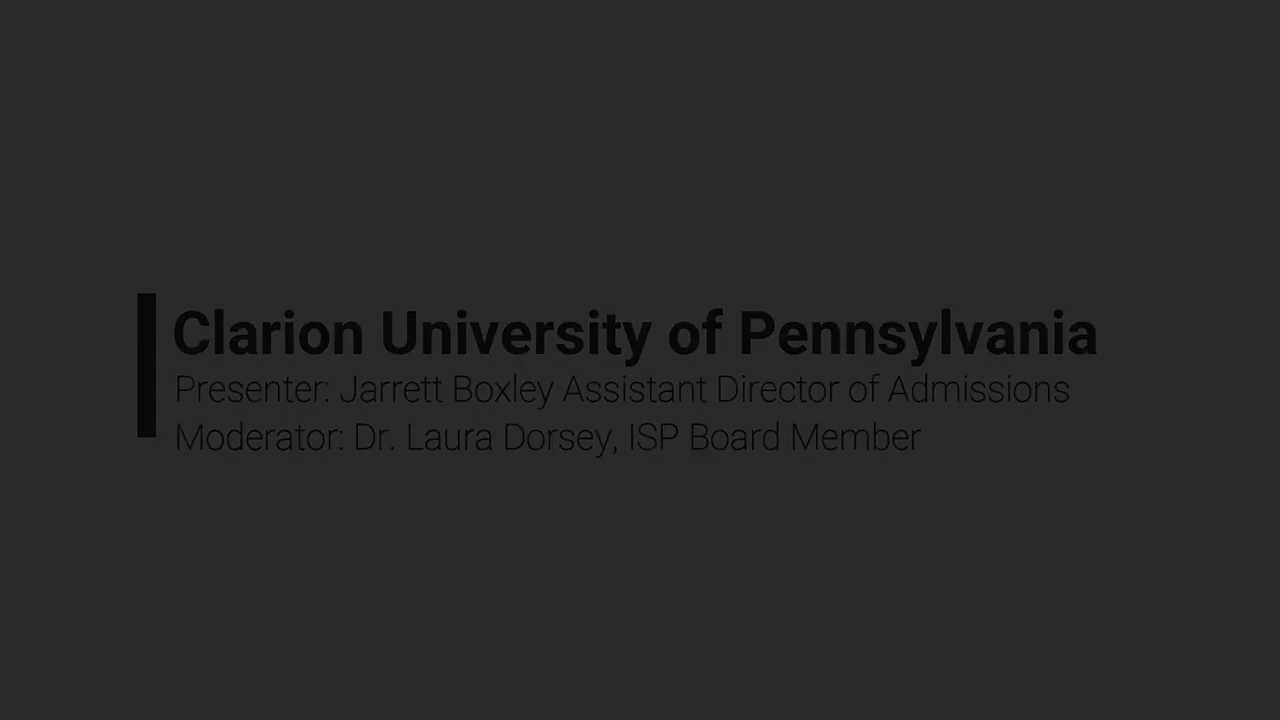 Clarion University of Pennsylvania
Presenter: Jarrett Boxley Assistant Director of Admissions
Moderator: Dr. Laura Dorsey, ISP Board Member